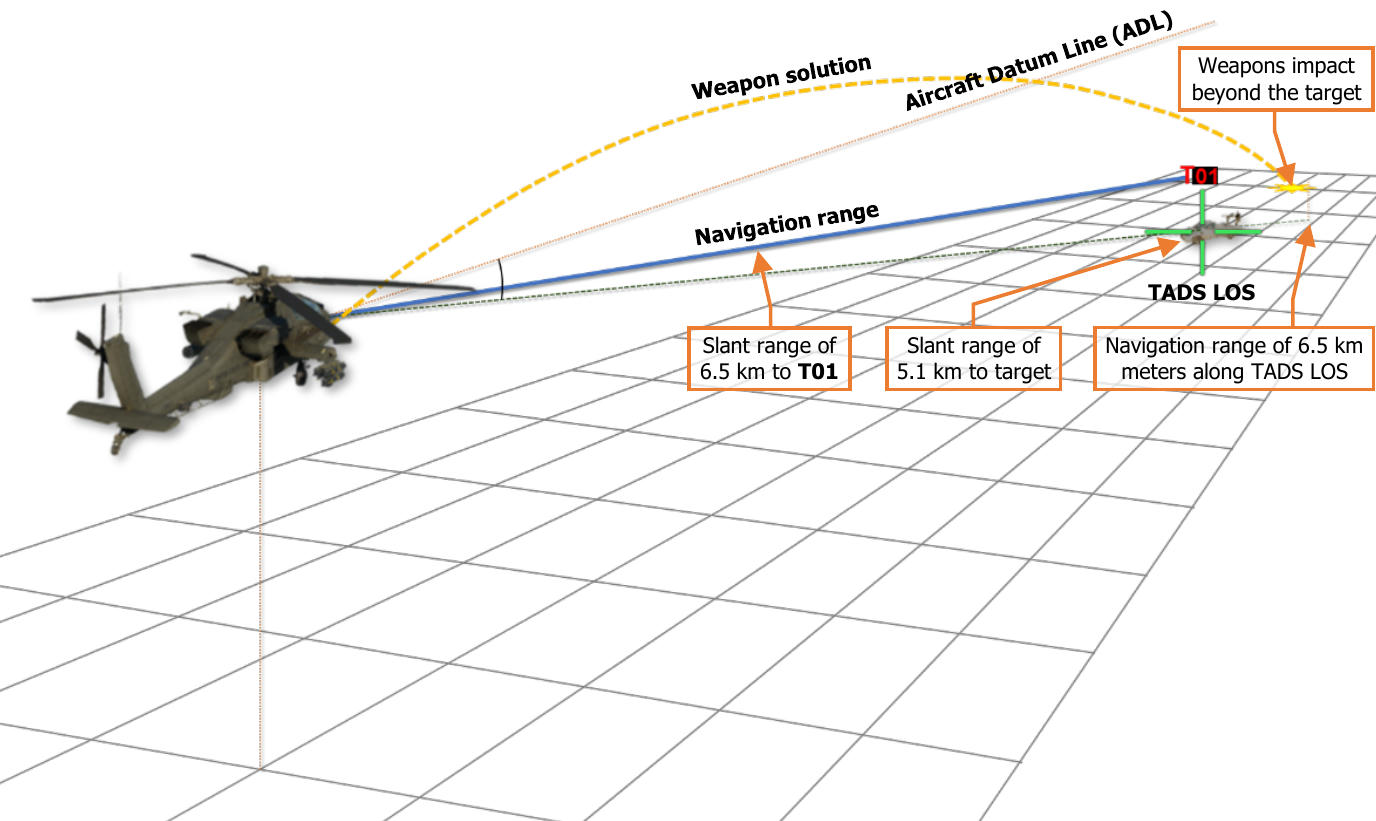 Aircraft Datum Line (ADL)
Weapon solution
Weapons impact
beyond the target
T01
Navigation range
TADS LOS
Slant range of
6.5 km to T01
Slant range of
5.1 km to target
Navigation range of 6.5 km
meters along TADS LOS